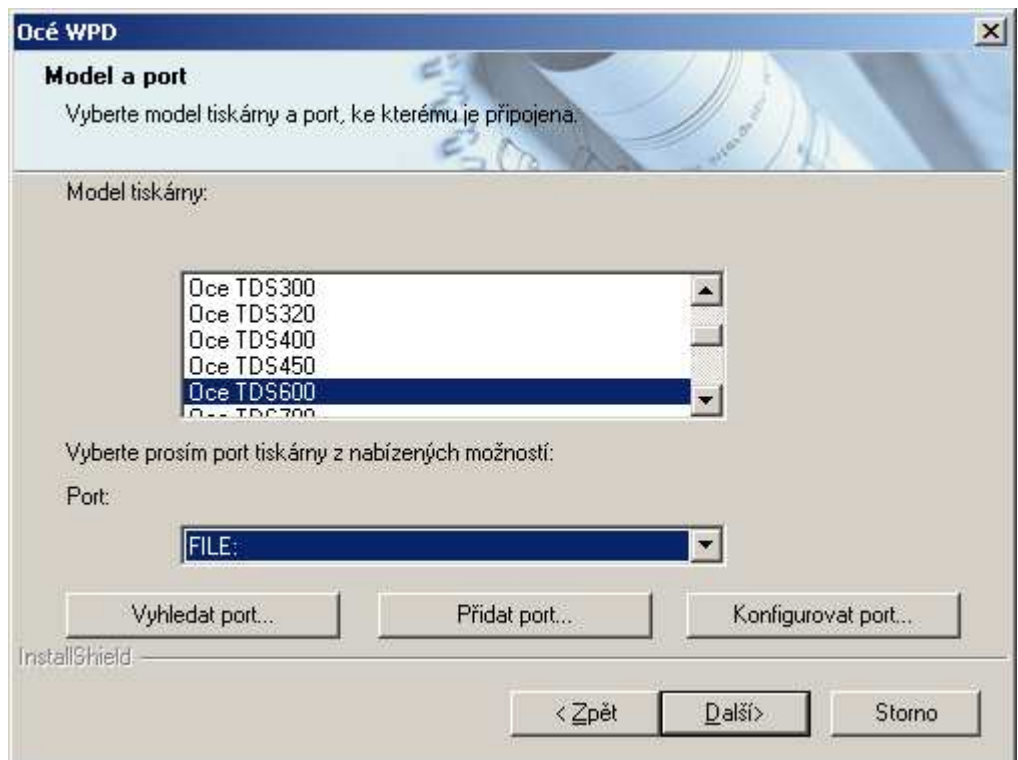 Océ WPD
Model a port
Vyberte model tiskárny a port, ke kterému je připojena.
Model tiskárny:
Oce TDS300
Oce TDS320
Oce TDS400
Oce TDS450
Oce TDS600
Vyberte prosím port tiskárny z nabízených možností:
Port:
FILE:
Vyhledat port... Přidat port... Konfigurovat port...
InstallShield
< Zpět Další> Storno